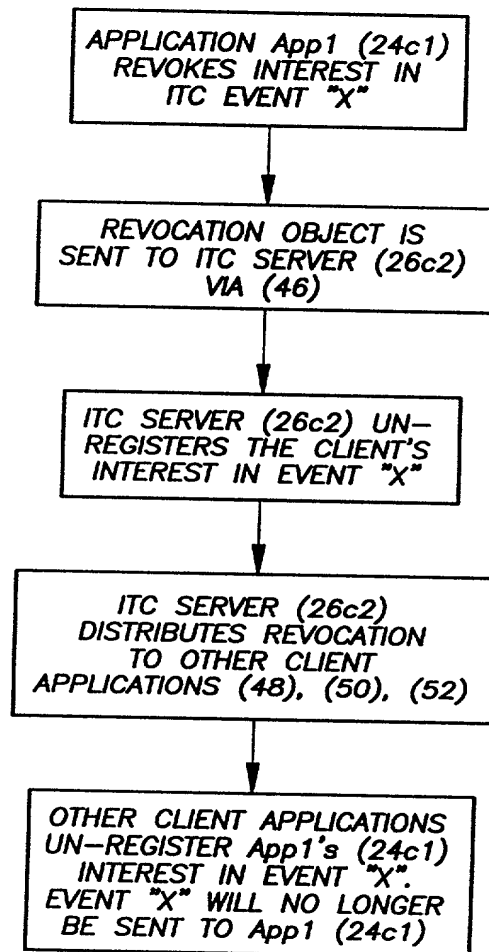 APPLICATION App1 (24c1)
REVOKES INTEREST IN
ITC EVENT "X"
REVOCATION OBJECT IS
SENT TO ITC SERVER (26c2)
VIA (46)
ITC SERVER (26c2) UN-
REGISTERS THE CLIENT'S
INTEREST IN EVENT "X"
ITC SERVER (26c2)
DISTRIBUTES REVOCATION
TO OTHER CLIENT
APPLICATIONS (48), (50), (52)
OTHER CLIENT APPLICATIONS
UN-REGISTER App1's (24c1)
INTEREST IN EVENT "X".
EVENT "X" WILL NO LONGER
BE SENT TO App1 (24c1)